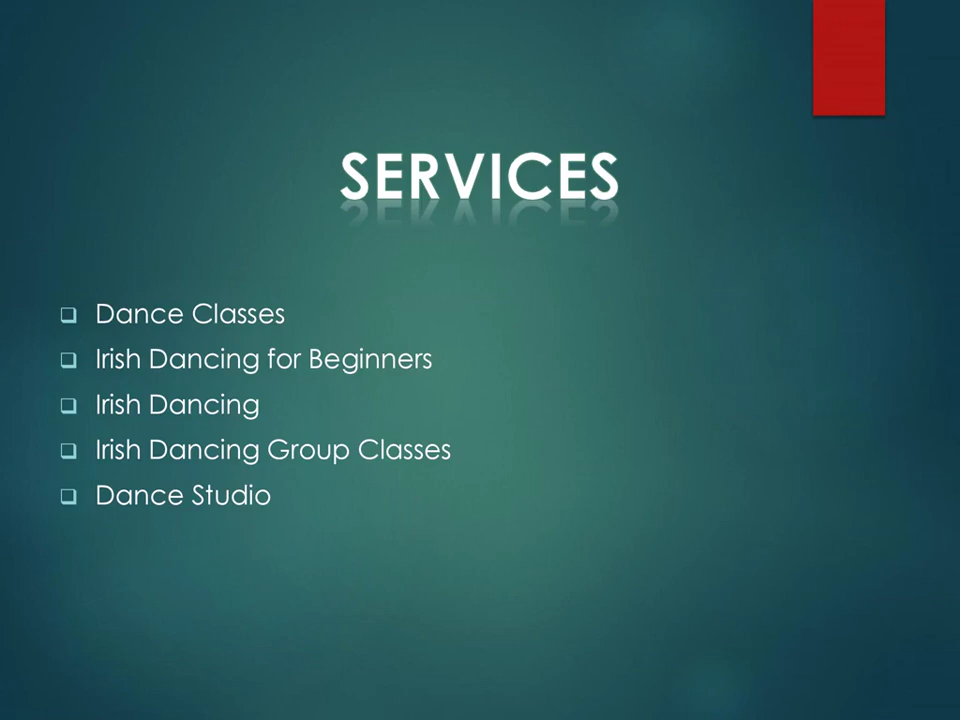 SERVICES
Dance Classes
Irish Dancing for Beginners
Irish Dancing
Irish Dancing Group Classes
Dance Studio